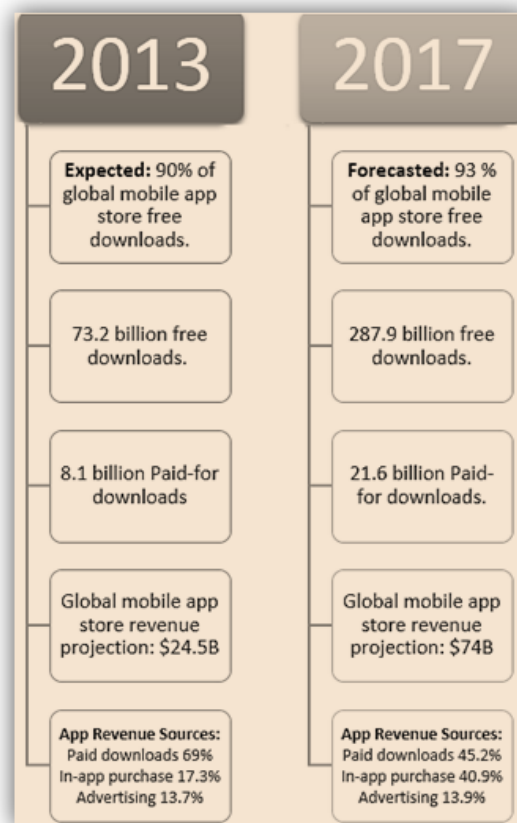 2013
Expected: 90% of
global mobile app
store free
downloads.
73.2 billion free
downloads.
8.1 billion Paid-for
downloads
Global mobile app
store revenue
projection: $24.5B
App Revenue Sources:
Paid downloads 69%
In-app purchase 17.3%
Advertising 13.7%
2017
Forecasted: 93 %
of global mobile
app store free
downloads.
287.9 billion free
downloads.
21.6 billion Paid-
for downloads.
Global mobile app
store revenue
projection: $74B
App Revenue Sources:
Paid downloads 45.2%
In-app purchase 40.9%
Advertising 13.9%